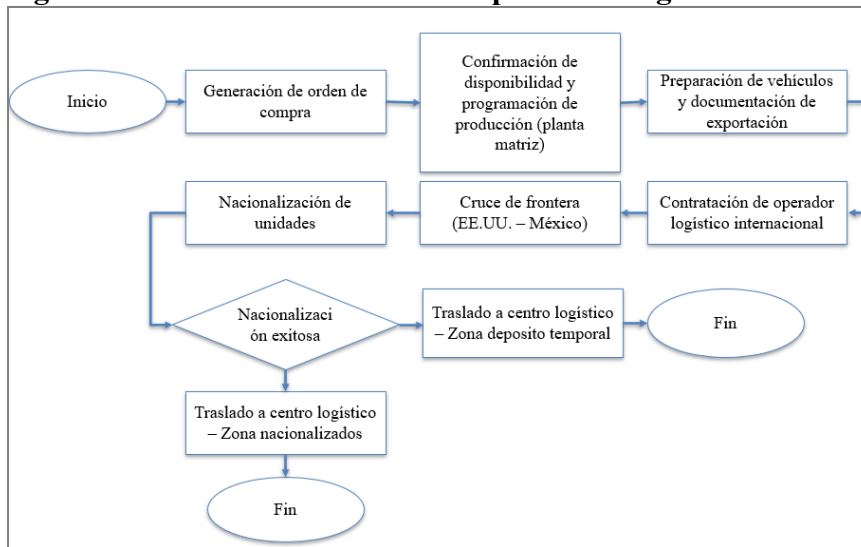 Inicio
Generación de orden de
compra
Confirmación de
disponibilidad y
programación de
producción (planta
matriz)
Preparación de vehículos
y documentación de
exportación
Nacionalización de
unidades
Cruce de frontera
(EE.UU. – México)
Contratación de operador
logístico internacional
Nacionalizaci
ón exitosa
Traslado a centro logístico
– Zona deposito temporal
Fin
Traslado a centro logístico
– Zona nacionalizados
Fin